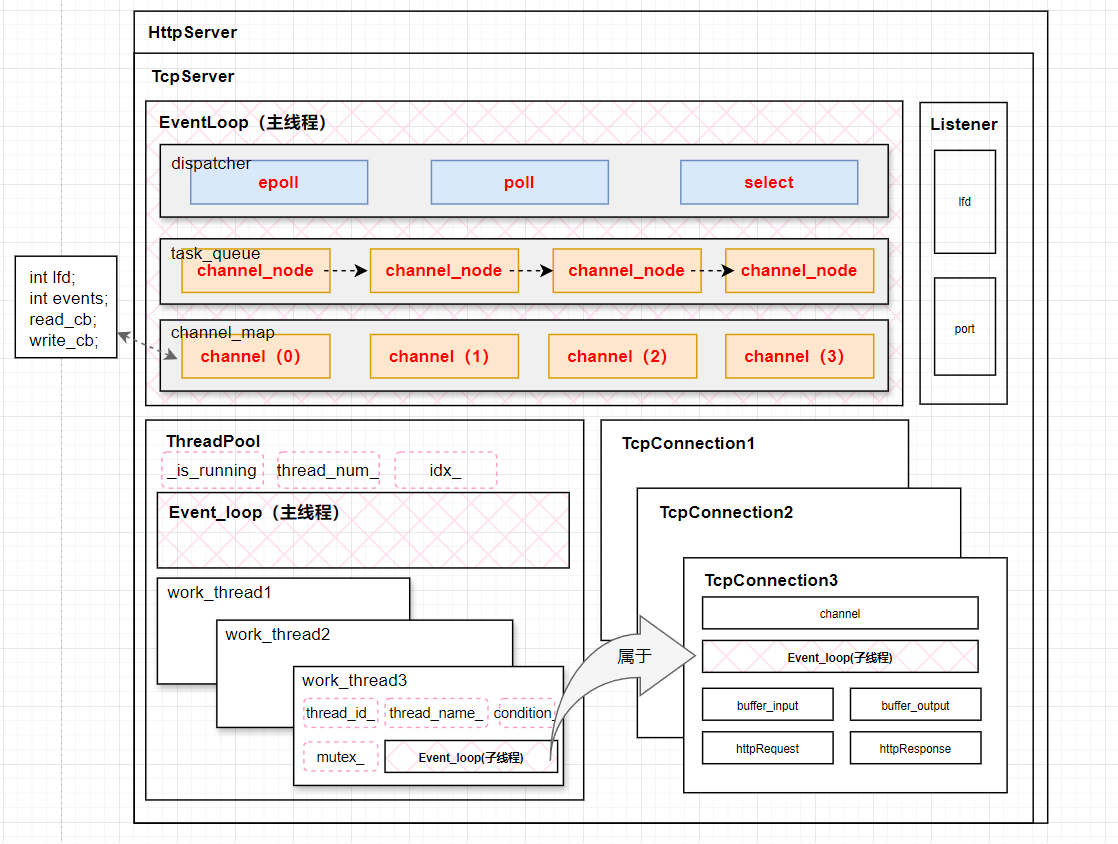 HttpServer
TcpServer
EventLoop（主线程）
dispatcher
epoll
poll
select
task_queue
channel_node
channel_node
channel_node
channel_node
channel_map
channel（0）
channel（1）
channel（2）
channel（3）
int lfd;
int events;
read_cb;
write_cb;
Listener
lfd
port
ThreadPool
_is_running
thread_num_
idx_
Event_loop（主线程）
work_thread1
work_thread2
work_thread3
thread_id_
thread_name_
condition_
mutex_
Event_loop(子线程)
属于
TcpConnection1
TcpConnection2
TcpConnection3
channel
Event_loop(子线程)
buffer_input
buffer_output
httpRequest
httpResponse